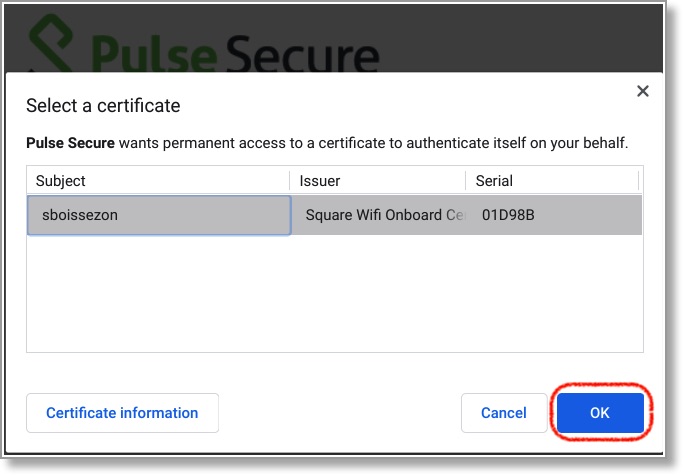 Pulse Secure
Select a certificate
Pulse Secure wants permanent access to a certificate to authenticate itself on your behalf.
Subject Issuer Serial
sboissezon Square Wifi Onboard Ce 01D98B
Certificate information Cancel OK